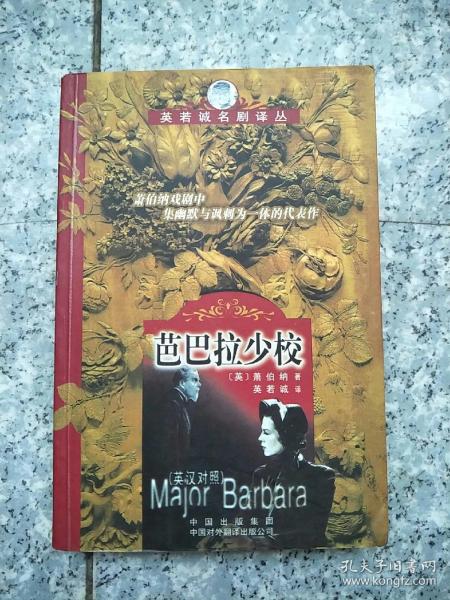 英若诚名剧译丛
萧伯纳戏剧中
集幽默与讽刺为一体的代表作
芭巴拉少校
〔英〕萧伯纳 著
英若诚 译
〔英汉对照〕
Major Barbara
中国出版集团
中国对外翻译出版公司
孔夫子旧书网
www.kongfz.com